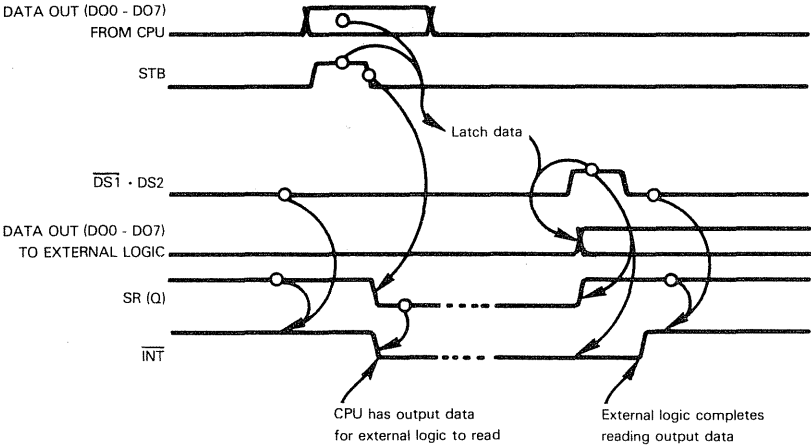 DATA OUT (DO0 - DO7)
FROM CPU
STB
Latch data
DS1 · DS2
DATA OUT (DO0 - DO7)
TO EXTERNAL LOGIC
SR (Q)
INT
CPU has output data
for external logic to read
External logic completes
reading output data